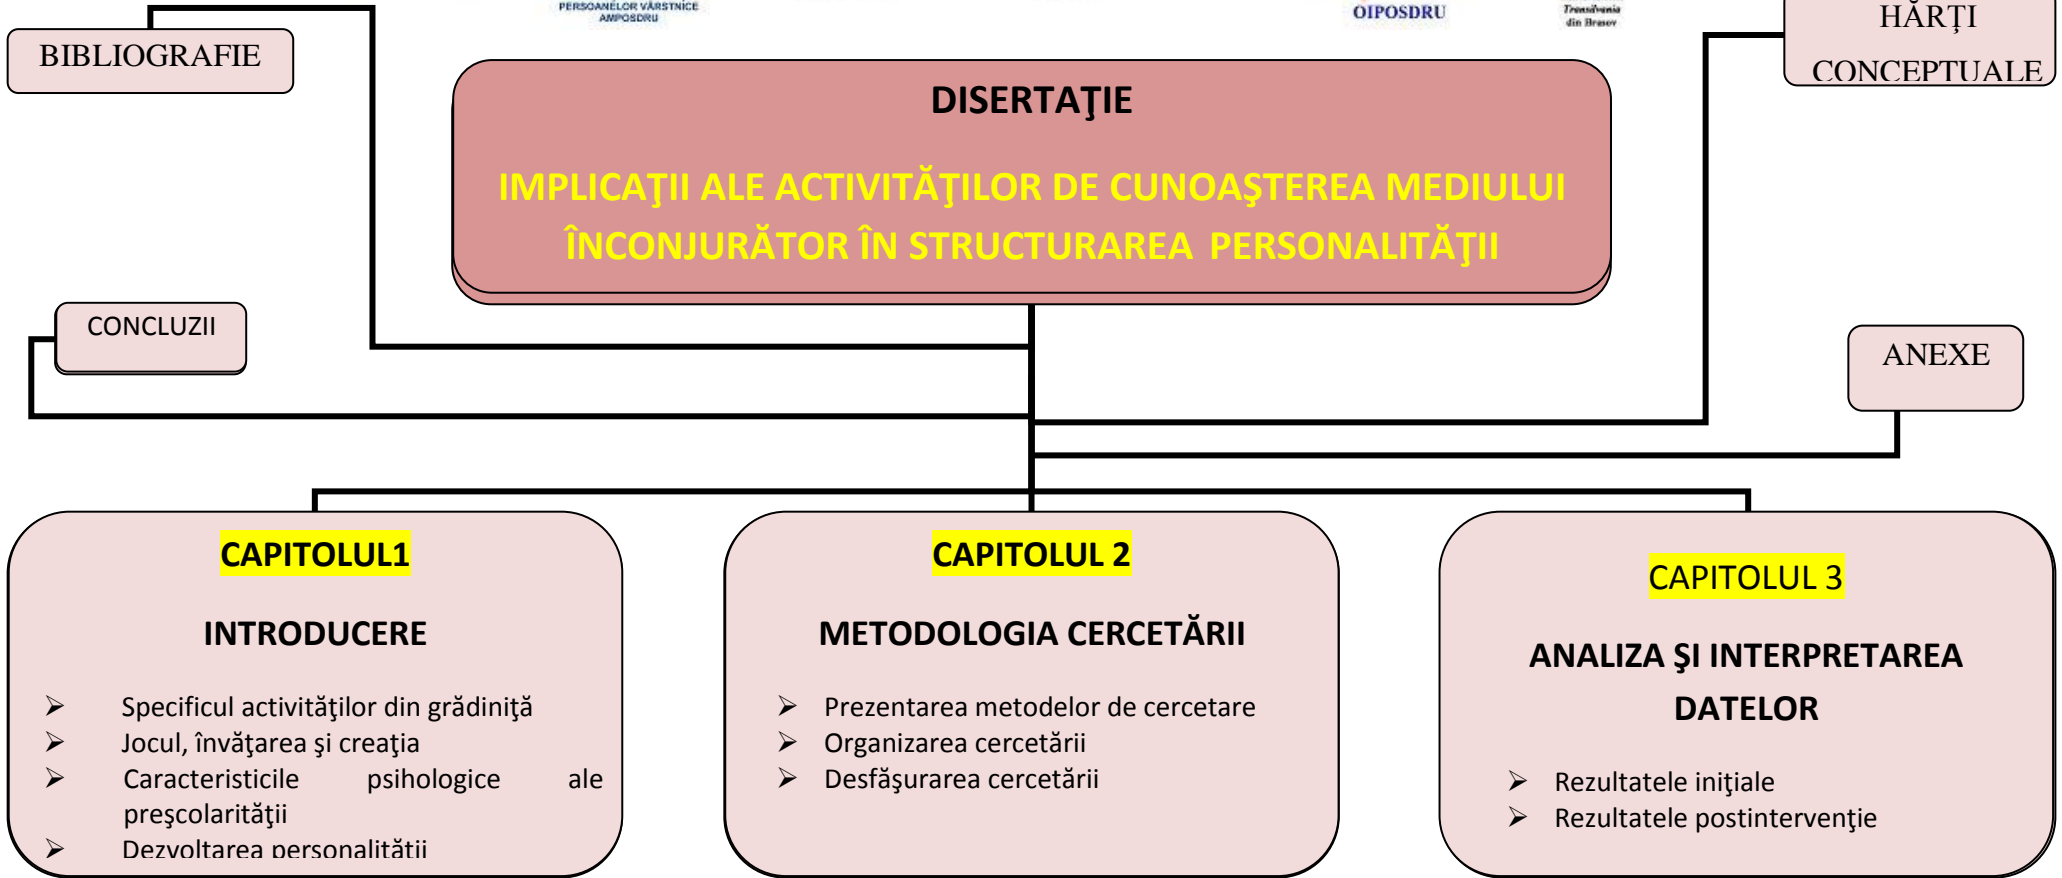 PERSOANELOR VÂRSTNICE
AMPOSDRU
OIPOSDRU
Transilvania
din Brasov
BIBLIOGRAFIE
HĂRȚI
CONCEPTUALE
DISERTAŢIE
IMPLICAŢII ALE ACTIVITĂŢILOR DE CUNOAŞTEREA MEDIULUI
ÎNCONJURĂTOR ÎN STRUCTURAREA PERSONALITĂŢII
CONCLUZII
ANEXE
CAPITOLUL1
INTRODUCERE
➢ Specificul activităţilor din grădiniţă
➢ Jocul, învăţarea şi creaţia
➢ Caracteristicile psihologice ale
preşcolarităţii
➢ Dezvoltarea personalităţii
CAPITOLUL 2
METODOLOGIA CERCETĂRII
➢ Prezentarea metodelor de cercetare
➢ Organizarea cercetării
➢ Desfăşurarea cercetării
CAPITOLUL 3
ANALIZA ŞI INTERPRETAREA
DATELOR
➢ Rezultatele iniţiale
➢ Rezultatele postintervenţie